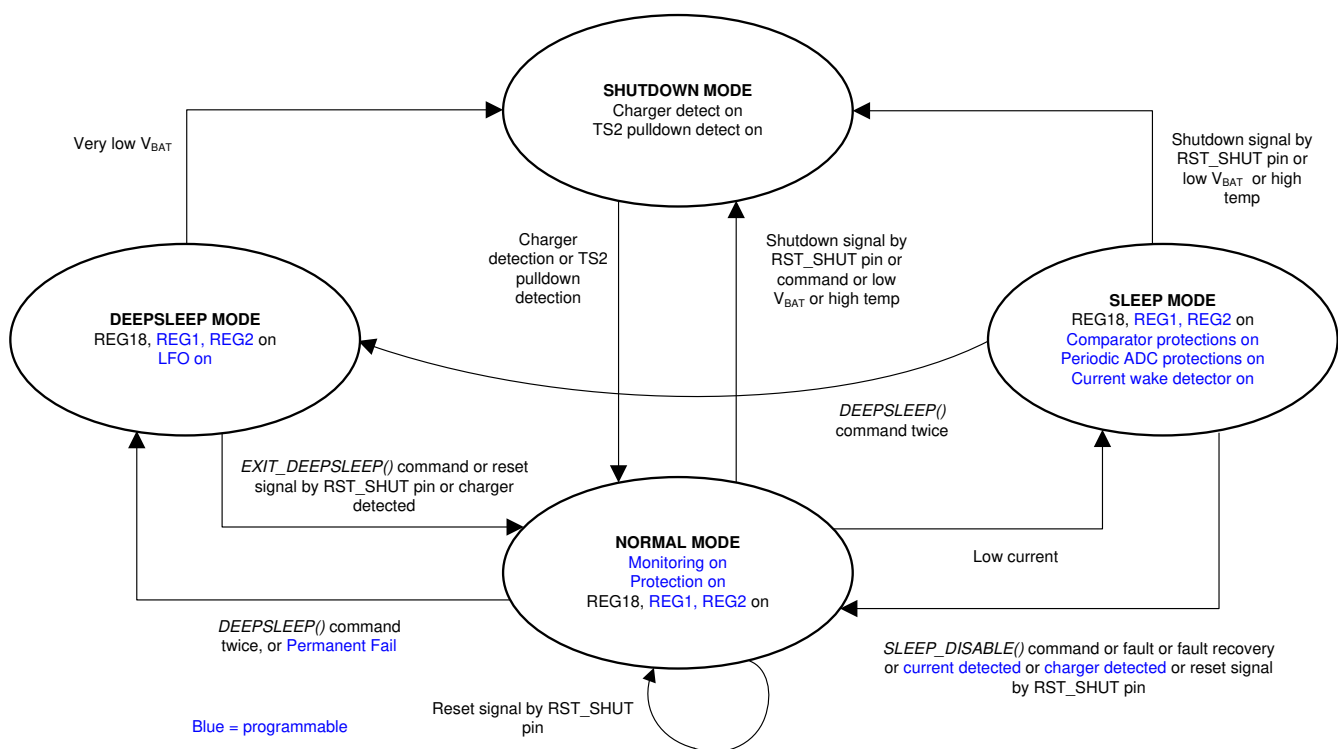 SHUTDOWN MODE
Charger detect on
TS2 pulldown detect on
Very low VBAT
Shutdown signal by
RST_SHUT pin or
low VBAT or high
temp
Charger
detection or TS2
pulldown
detection
Shutdown signal by
RST_SHUT pin or
command or low
VBAT or high temp
DEEPSLEEP MODE
REG18, REG1, REG2 on
LFO on
SLEEP MODE
REG18, REG1, REG2 on
Comparator protections on
Periodic ADC protections on
Current wake detector on
DEEPSLEEP()
command twice
EXIT_DEEPSLEEP() command or reset
signal by RST_SHUT pin or charger
detected
NORMAL MODE
Monitoring on
Protection on
REG18, REG1, REG2 on
Low current
DEEPSLEEP() command
twice, or Permanent Fail
SLEEP_DISABLE() command or fault or fault recovery
or current detected or charger detected or reset signal
by RST_SHUT pin
Reset signal by RST_SHUT
pin
Blue = programmable